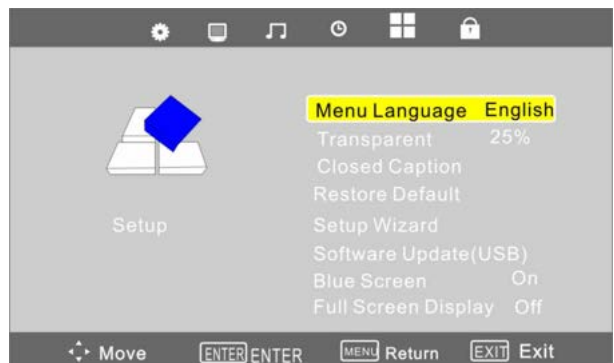 Menu Language English
Transparent 25%
Closed Caption
Restore Default
Setup
Setup Wizard
Software Update(USB)
Blue Screen On
Full Screen Display Off
Move ENTER ENTER MENU Return EXIT Exit